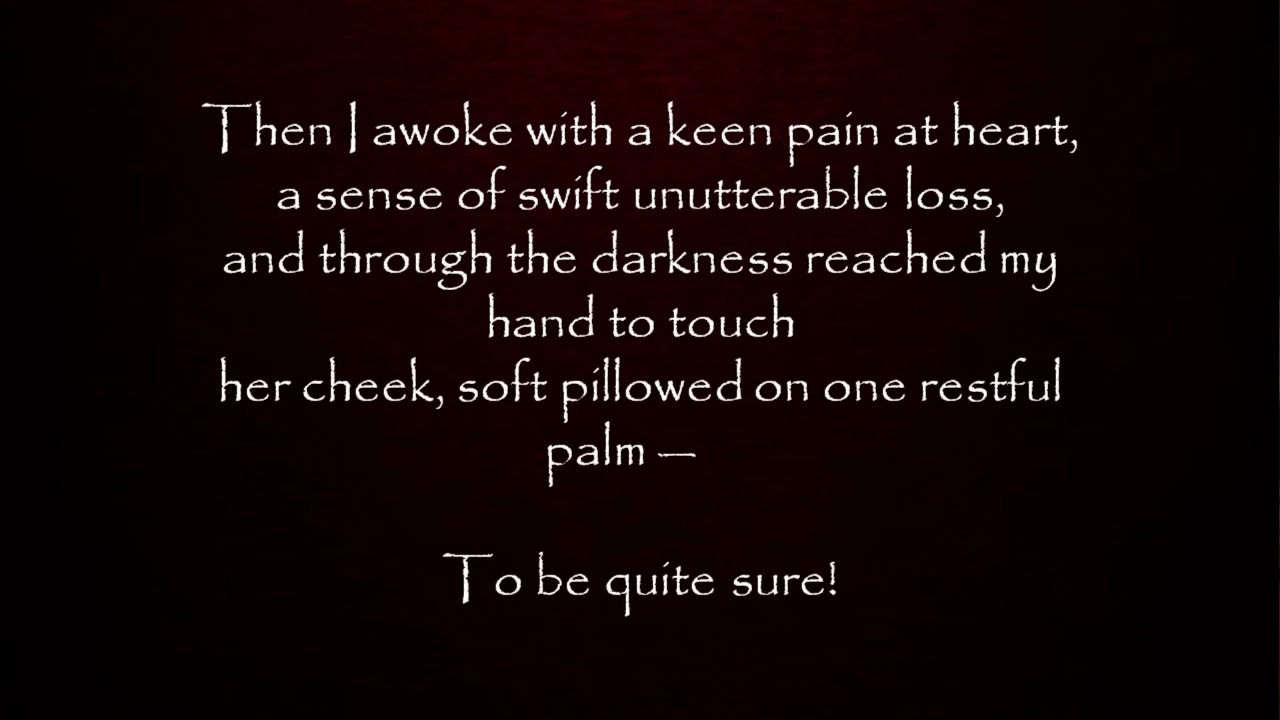 Then I awoke with a keen pain at heart,
a sense of swift unutterable loss,
and through the darkness reached my
hand to touch
her cheek, soft pillowed on one restful
palm —
To be quite sure!